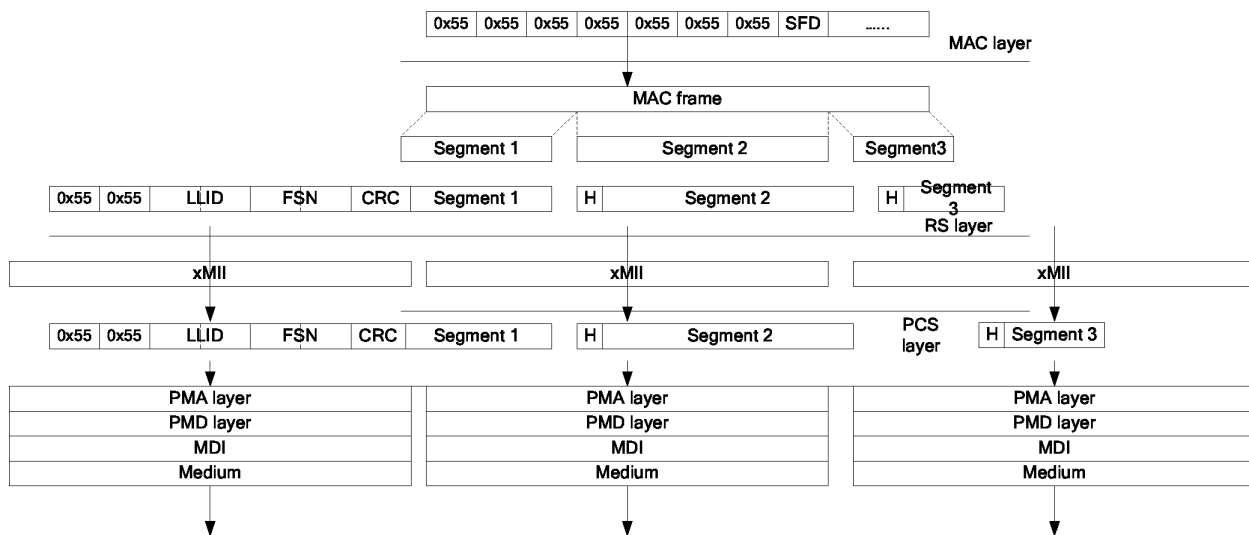 0x55 0x55 0x55 0x55 0x55 0x55 0x55 SFD ......
MAC layer
MAC frame
Segment 1 Segment 2 Segment3
0x55 0x55 LLID FSN CRC Segment 1 H Segment 2 H Segment
3
RS layer
xMII xMII xMII
0x55 0x55 LLID FSN CRC Segment 1 H Segment 2 PCS
layer
H Segment 3
PMA layer PMA layer PMA layer
PMD layer PMD layer PMD layer
MDI MDI MDI
Medium Medium Medium